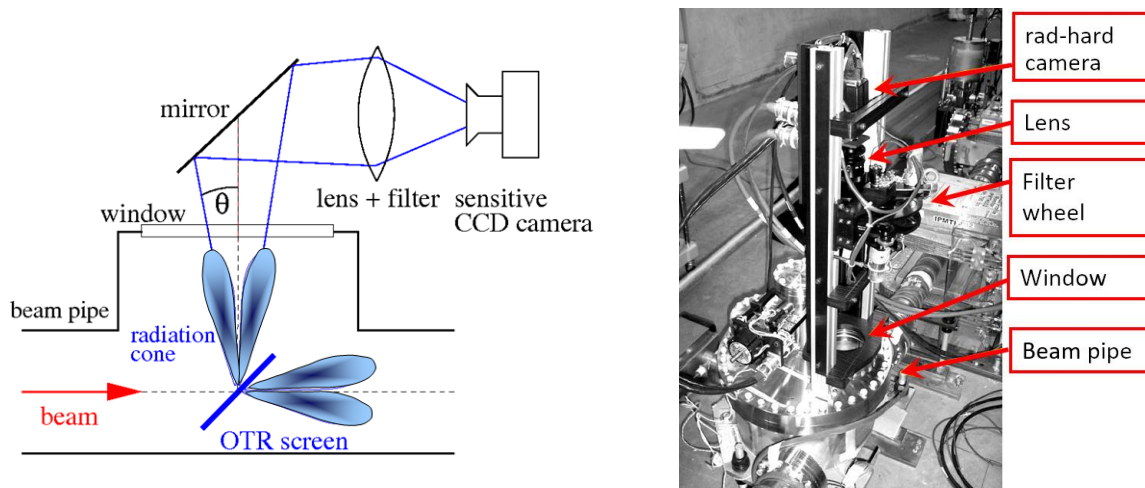 mirror
θ
lens + filter
sensitive
CCD camera
window
beam pipe
radiation
cone
beam
OTR screen
rad-hard
camera
Lens
Filter
wheel
Window
Beam pipe